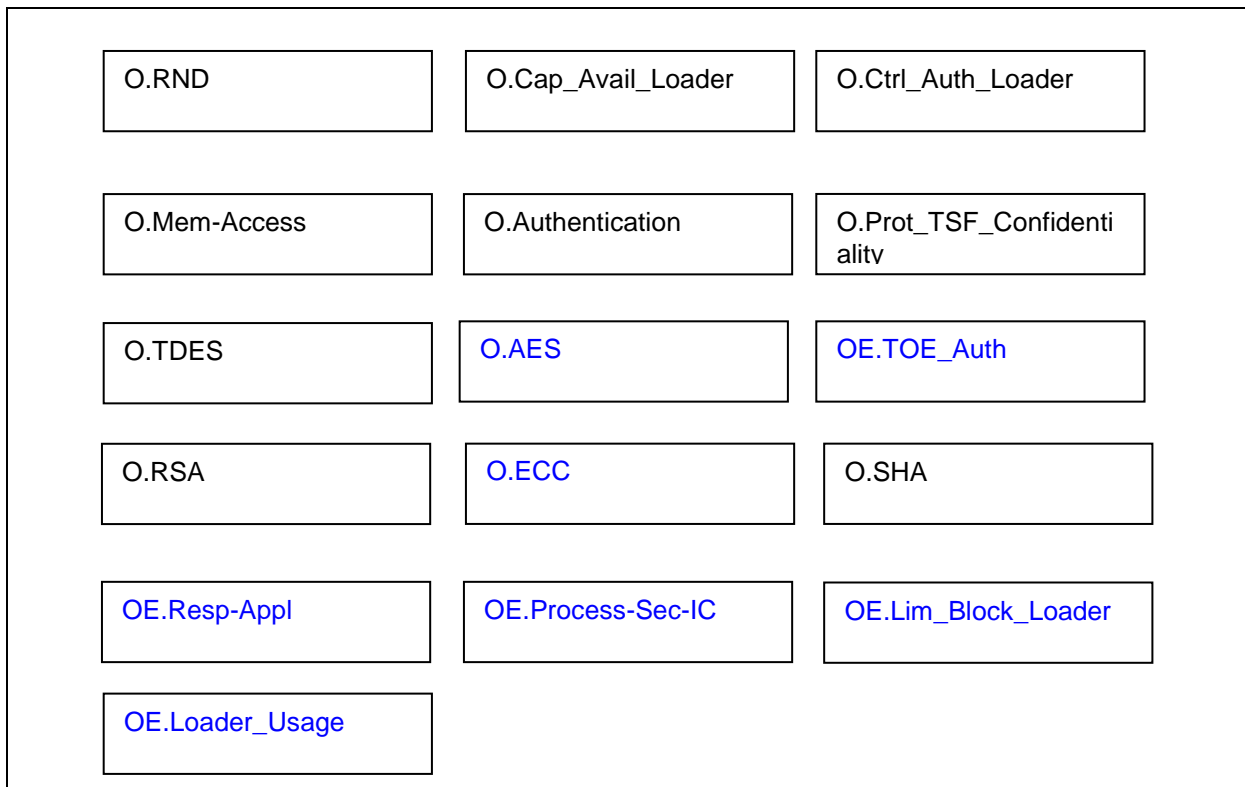 O.RND
O.Cap_Avail_Loader
O.Ctrl_Auth_Loader
O.Mem-Access
O.Authentication
O.Prot_TSF_Confidenti
ality
O.TDES
O.AES
OE.TOE_Auth
O.RSA
O.ECC
O.SHA
OE.Resp-Appl
OE.Process-Sec-IC
OE.Lim_Block_Loader
OE.Loader_Usage